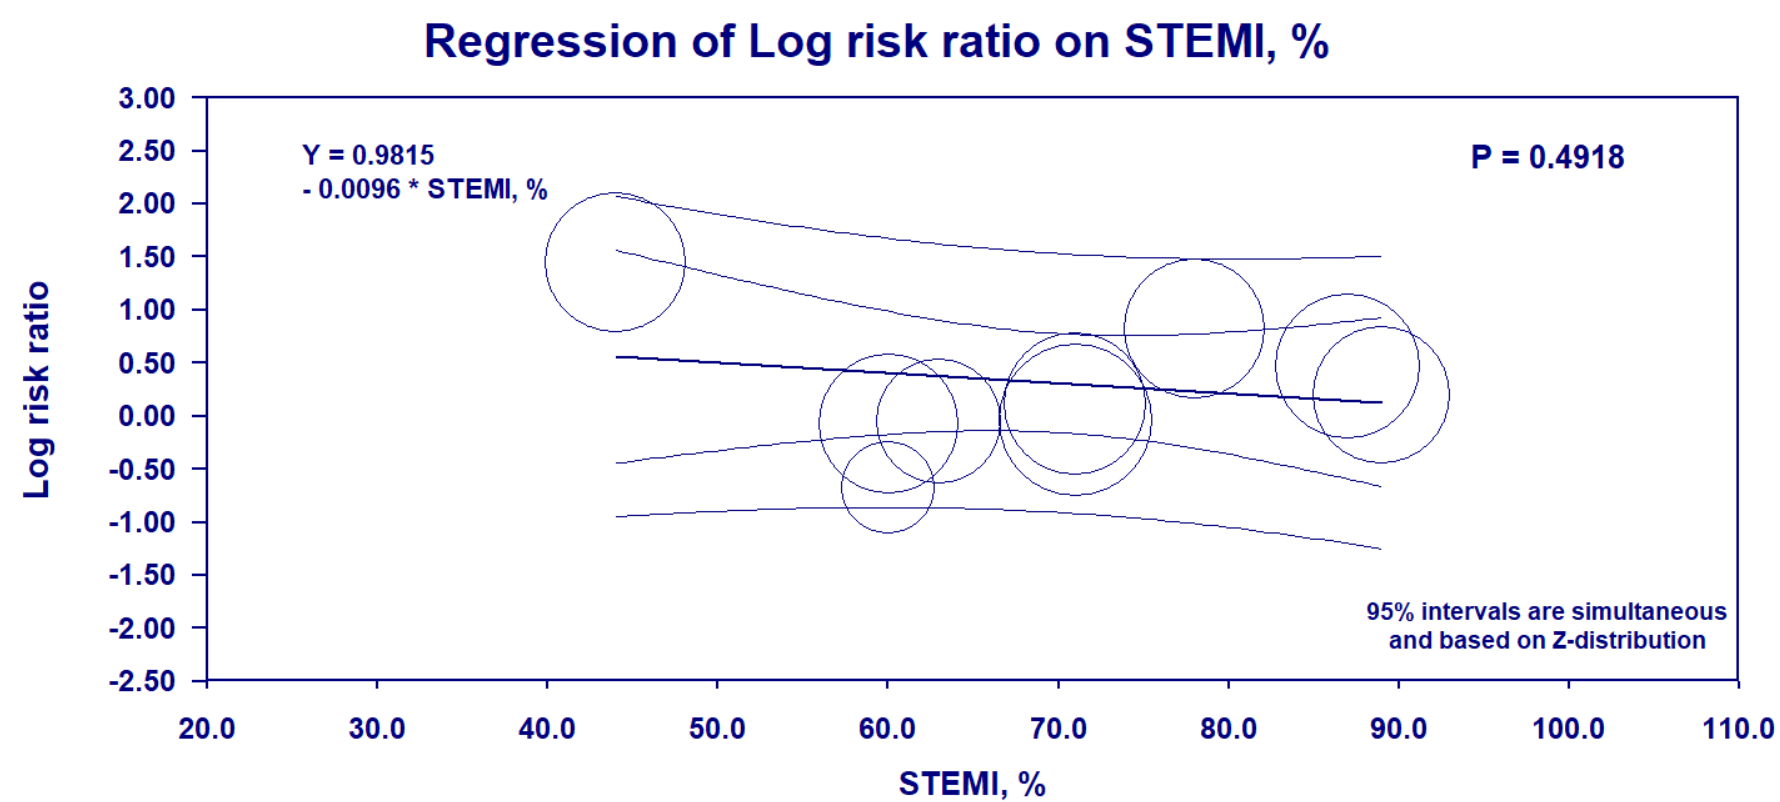 Regression of Log risk ratio on STEMI, %
3.00
2.50
2.00
1.50
1.00
0.50
0.00
-0.50
-1.00
-1.50
-2.00
-2.50
Log risk ratio
Y = 0.9815
- 0.0096 * STEMI, %
P = 0.4918
95% intervals are simultaneous
and based on Z-distribution
20.0 30.0 40.0 50.0 60.0 70.0 80.0 90.0 100.0 110.0
STEMI, %